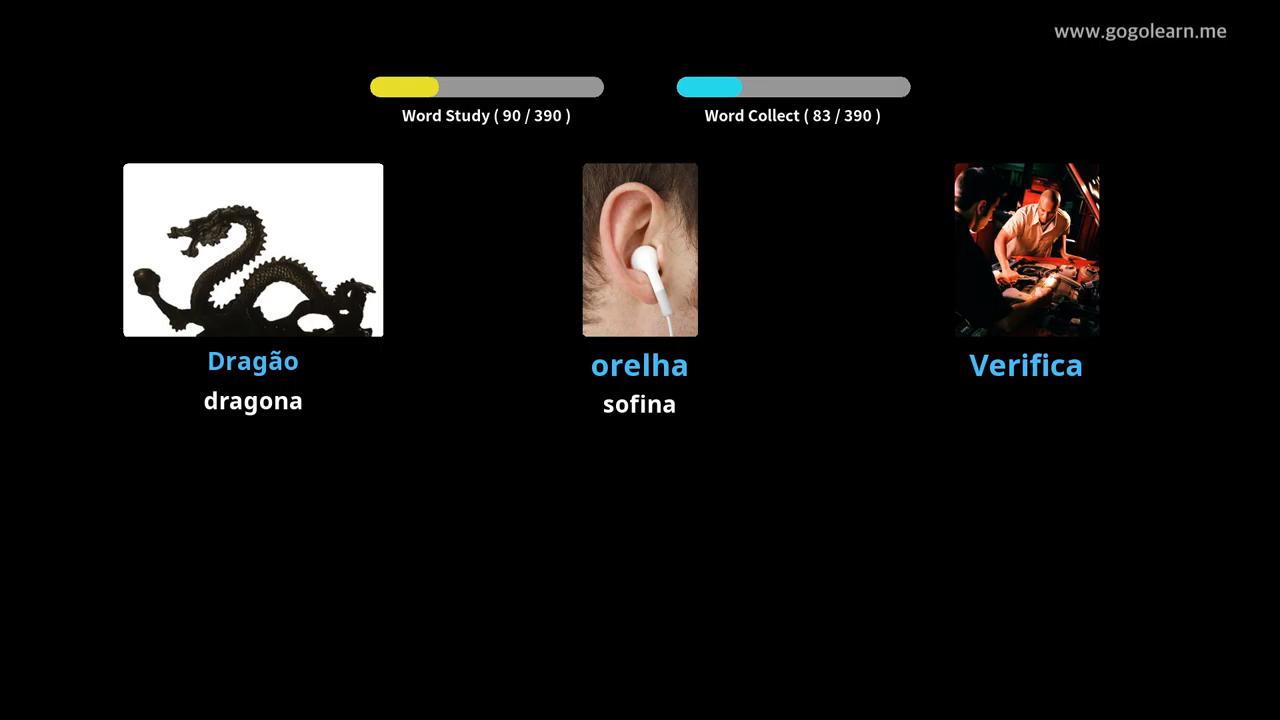 www.gogolearn.me
Word Study ( 90 / 390 )
Word Collect ( 83 / 390 )
Dragão
dragona
orelha
sofina
Verifica